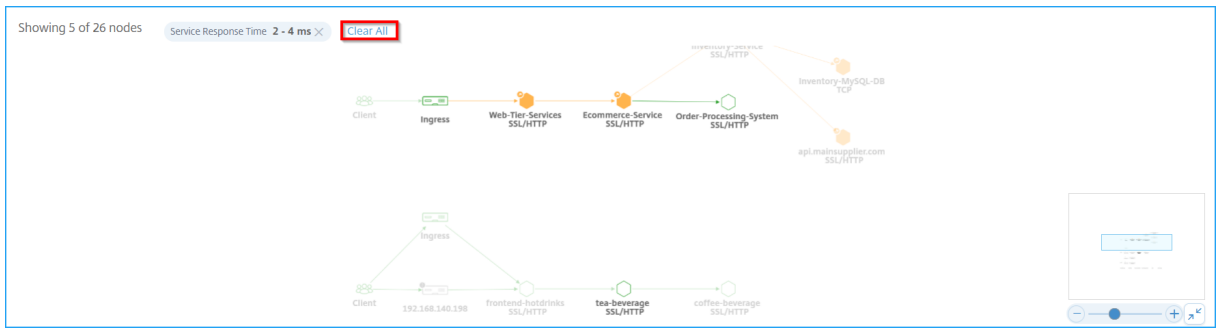 Showing 5 of 26 nodes
Service Response Time 2 - 4 ms ×
Clear All
Inventory-Service
SSL/HTTP
Inventory-MySQL-DB
TCP
Client
Ingress
Web-Tier-Services
SSL/HTTP
Ecommerce-Service
SSL/HTTP
Order-Processing-System
SSL/HTTP
api.mainsupplier.com
SSL/HTTP
Ingress
Client
192.168.140.198
frontend-hotdrinks
SSL/HTTP
tea-beverage
SSL/HTTP
coffee-beverage
SSL/HTTP